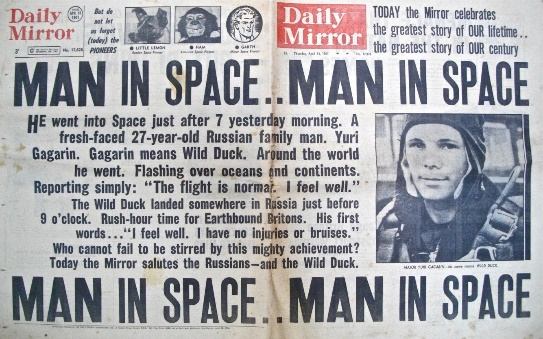 Daily
Mirror
But do
not let
us forget
(today) the
PIONEERS
No. 17,828
LITTLE LEMON
HAM
GARTH
Daily
Mirror
TODAY the Mirror celebrates
the greatest story of OUR lifetime . .
the greatest story of OUR century
MAN IN SPACE . . MAN IN SPACE
HE went into Space just after 7 yesterday morning. A
fresh-faced 27-year-old Russian family man. Yuri
Gagarin. Gagarin means Wild Duck. Around the world
he went. Flashing over oceans and continents.
Reporting simply: "The flight is normal. I feel well."
The Wild Duck landed somewhere in Russia just before
9 o'clock. Rush-hour time for Earthbound Britons. His first
words . . . "I feel well. I have no injuries or bruises."
Who cannot fail to be stirred by this mighty achievement?
Today the Mirror salutes the Russians—and the Wild Duck.
MAJOR YURI GAGARIN
WILD DUCK
MAN IN SPACE . . MAN IN SPACE